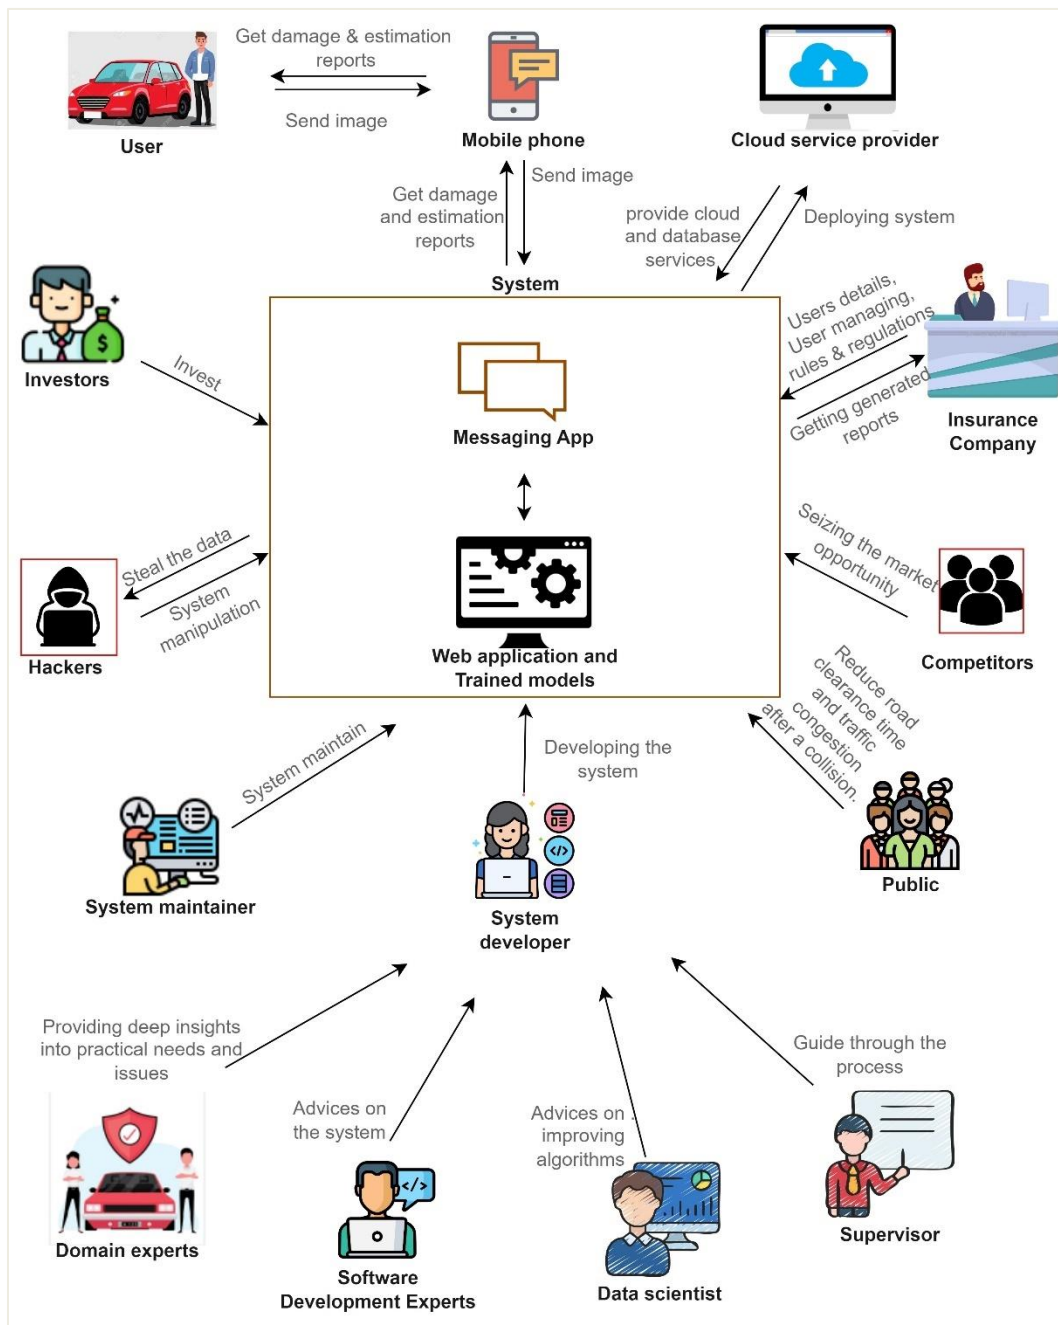 Get damage & estimation
reports
Send image
User
Mobile phone
Cloud service provider
Get damage
and estimation
reports
Send image
provide cloud
and database
services
Deploying system
System
Investors
Invest
Users details,
User managing,
rules & regulations
Getting generated
reports
Insurance
Company
Messaging App
Steal the data
System
manipulation
Hackers
Seizing the market
opportunity
Competitors
Web application and
Trained models
System maintain
System maintainer
Developing the
system
System
developer
Reduce road
clearance time
and traffic
congestion
after a collision.
Public
Providing deep insights
into practical needs and
issues
Domain experts
Advices on
the system
Software
Development Experts
Advices on
improving
algorithms
Data scientist
Guide through the
process
Supervisor